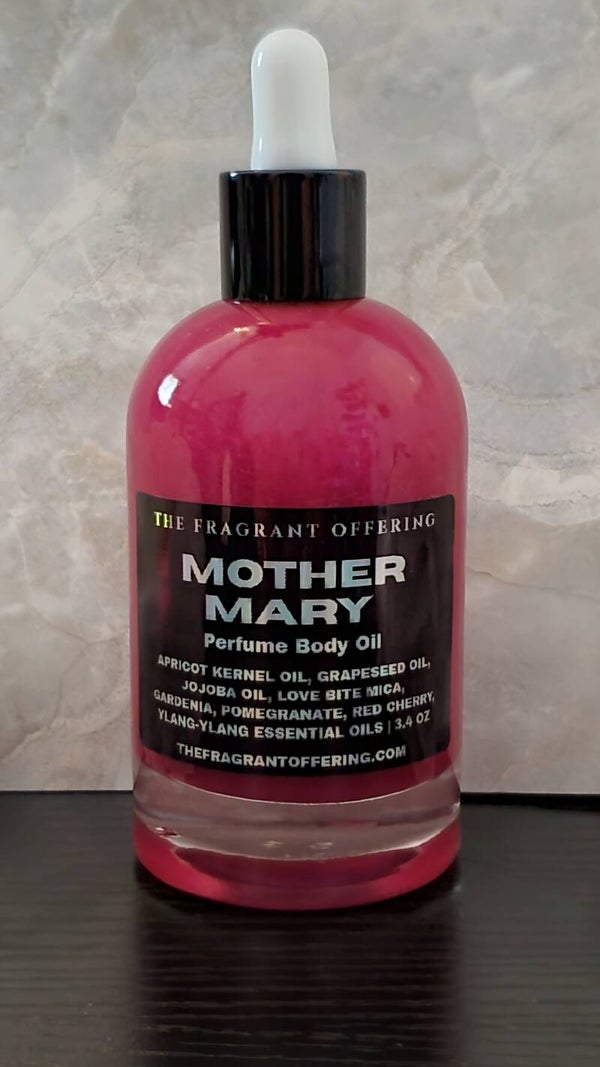 THE FRAGRANT OFFERING
MOTHER
MARY
Perfume Body Oil
APRICOT KERNEL OIL, GRAPESEED OIL,
JOJOBA OIL, LOVE BITE MICA,
GARDENIA, POMEGRANATE, RED CHERRY,
YLANG-YLANG ESSENTIAL OILS | 3.4 OZ
THEFRAGRANTOFFERING.COM